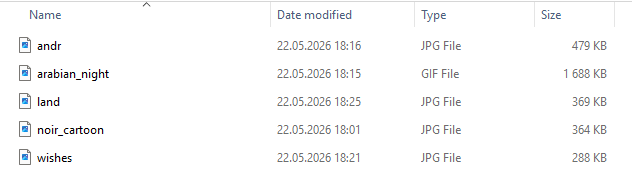 Name Date modified Type Size
andr 22.05.2026 18:16 JPG File 479 KB
arabian_night 22.05.2026 18:15 GIF File 1 688 KB
land 22.05.2026 18:25 JPG File 369 KB
noir_cartoon 22.05.2026 18:01 JPG File 364 KB
wishes 22.05.2026 18:21 JPG File 288 KB